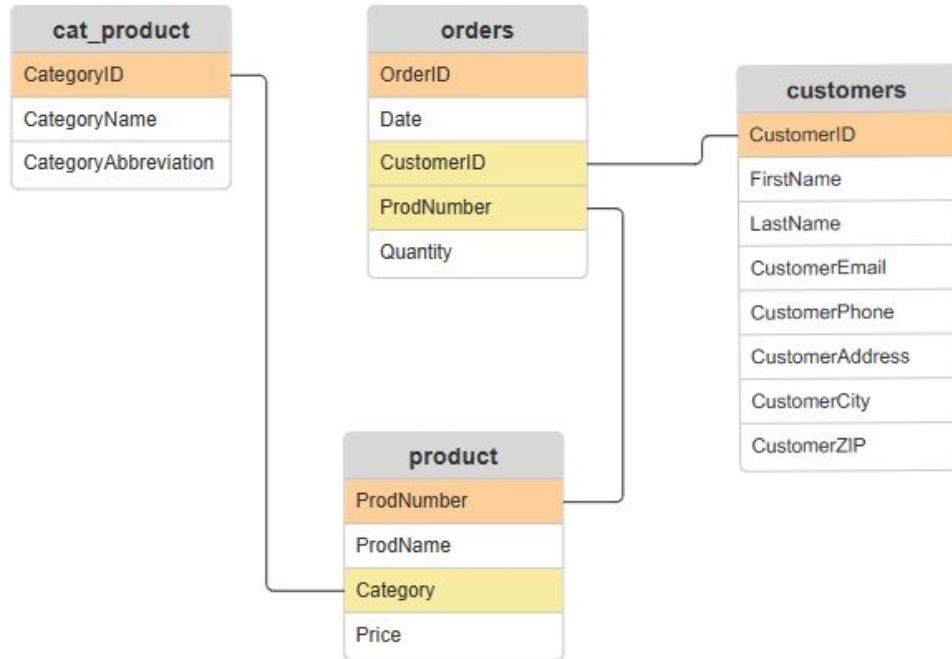 cat_product
CategoryID
CategoryName
CategoryAbbreviation
orders
OrderID
Date
CustomerID
ProdNumber
Quantity
customers
CustomerID
FirstName
LastName
CustomerEmail
CustomerPhone
CustomerAddress
CustomerCity
CustomerZIP
product
ProdNumber
ProdName
Category
Price